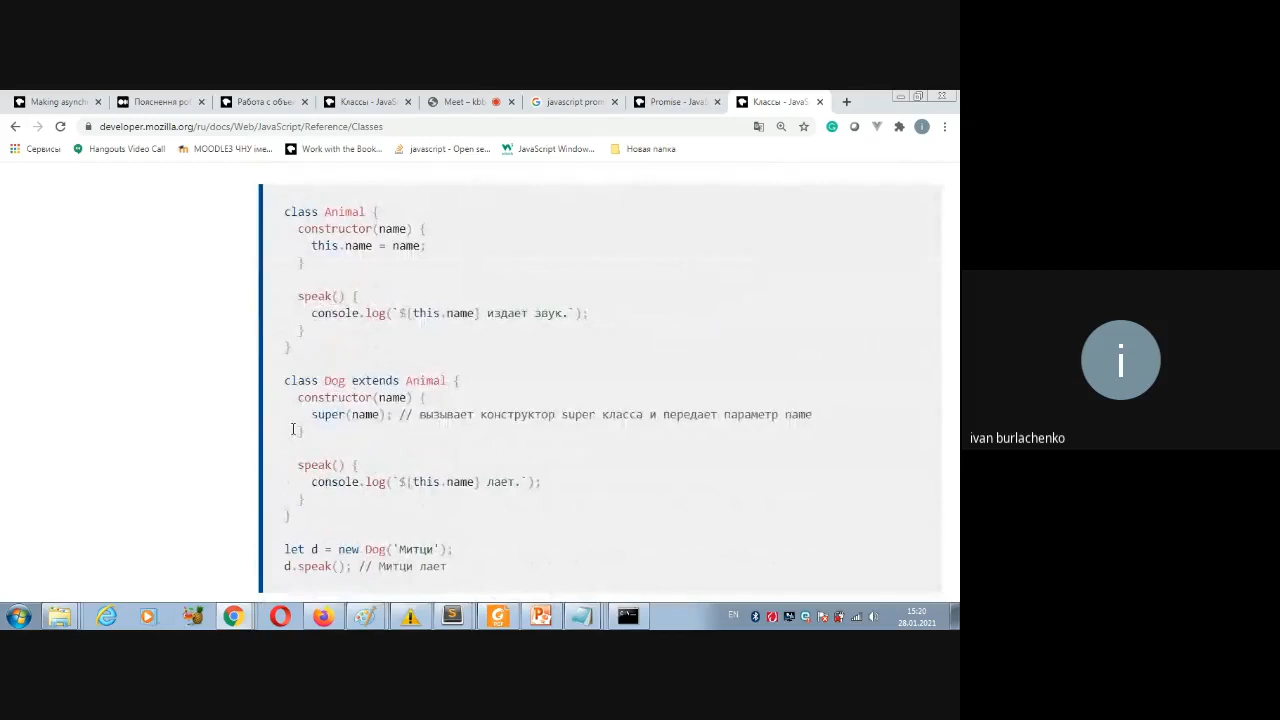 Making asynch
Пояснення ро
Работа с объе
Классы - JavaS
Meet – kbb
javascript prom
Promise - JavaS
Классы - JavaS
developer.mozilla.org/ru/docs/Web/JavaScript/Reference/Classes
i
Сервисы
Hangouts Video Call
MOODLE3 ЧНУ име...
Work with the Book...
javascript - Open se...
JavaScript Window...
Новая папка
class Animal {
constructor(name) {
this.name = name;
}
speak() {
console.log(`${this.name} издает звук.`);
}
}
class Dog extends Animal {
constructor(name) {
super(name); // вызывает конструктор super класса и передает параметр name
}
speak() {
console.log(`${this.name} лает.`);
}
}
let d = new Dog('Митци');
d.speak(); // Митци лает
EN
15:20
28.01.2021
i
ivan burlachenko